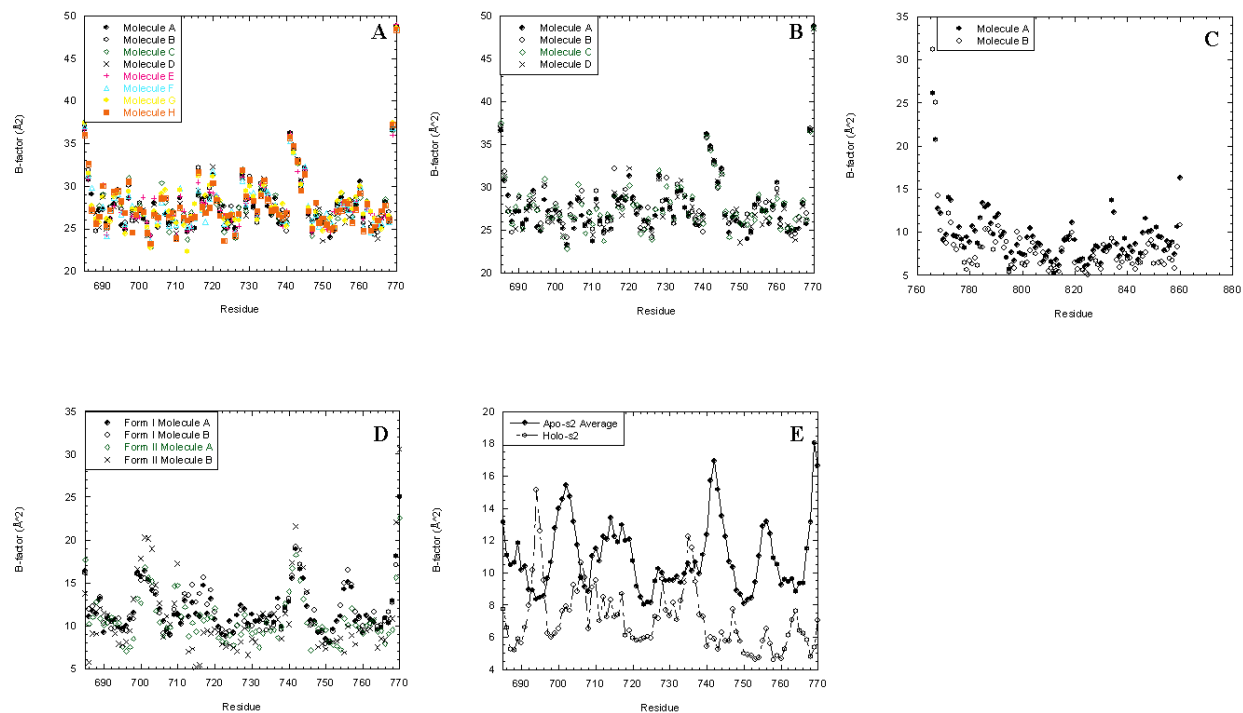 A
Molecule A
Molecule B
Molecule C
Molecule D
Molecule E
Molecule F
Molecule G
Molecule H
B-factor (Å2)
50
45
40
35
30
25
20
690 700 710 720 730 740 750 760 770
Residue
B
Molecule A
Molecule B
Molecule C
Molecule D
B-factor (Å^2)
50
45
40
35
30
25
20
690 700 710 720 730 740 750 760 770
Residue
C
Molecule A
Molecule B
B-factor (Å^2)
35
30
25
20
15
10
5
760 780 800 820 840 860 880
Residue
D
Form I Molecule A
Form I Molecule B
Form II Molecule A
Form II Molecule B
B-factor (Å^2)
35
30
25
20
15
10
5
690 700 710 720 730 740 750 760 770
Residue
E
Apo-s2 Average
Holo-s2
B-factor (Å^2)
20
18
16
14
12
10
8
6
4
690 700 710 720 730 740 750 760 770
Residue